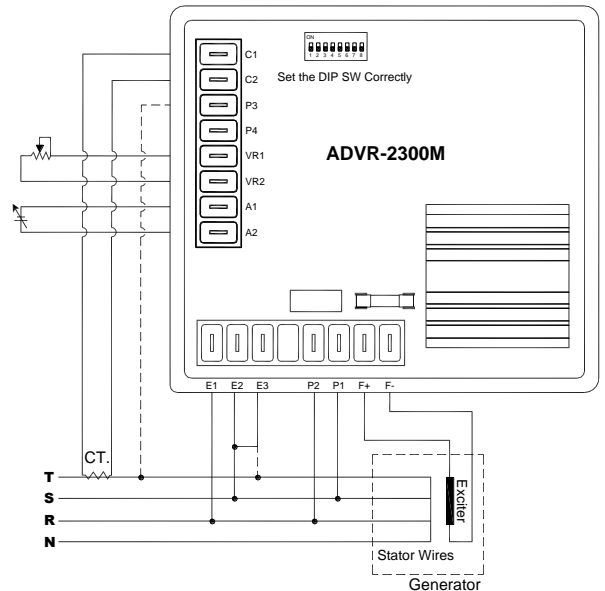 ON
1 2 3 4 5 6 7 8
Set the DIP SW Correctly
C1
C2
P3
P4
VR1
VR2
A1
A2
ADVR-2300M
E1 E2 E3 P2 P1 F+ F-
CT.
T
S
R
N
Exciter
Stator Wires
Generator